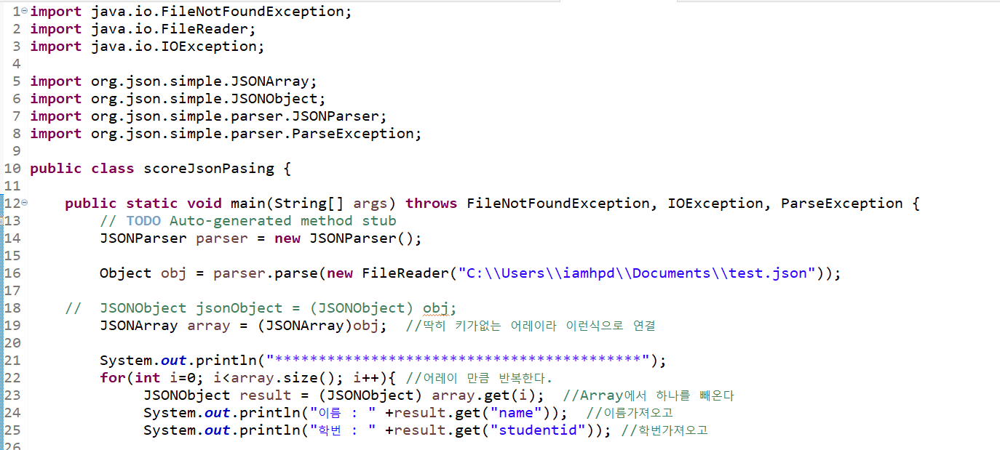 1 import java.io.FileNotFoundException;
2 import java.io.FileReader;
3 import java.io.IOException;
4
5 import org.json.simple.JSONArray;
6 import org.json.simple.JSONObject;
7 import org.json.simple.parser.JSONParser;
8 import org.json.simple.parser.ParseException;
9
10 public class scoreJsonPasing {
11
12 public static void main(String[] args) throws FileNotFoundException, IOException, ParseException {
13 // TODO Auto-generated method stub
14 JSONParser parser = new JSONParser();
15
16 Object obj = parser.parse(new FileReader("C:\\Users\\iamhpd\\Documents\\test.json"));
17
18 // JSONObject jsonObject = (JSONObject) obj;
19 JSONArray array = (JSONArray)obj; //딱히 키가없는 어레이라 이런식으로 연결
20
21 System.out.println("******************************************");
22 for(int i=0; i<array.size(); i++){ //어레이 만큼 반복한다.
23 JSONObject result = (JSONObject) array.get(i); //Array에서 하나를 빼온다
24 System.out.println("이름 : " +result.get("name")); //이름가져오고
25 System.out.println("학번 : " +result.get("studentid")); //학번가져오고
26